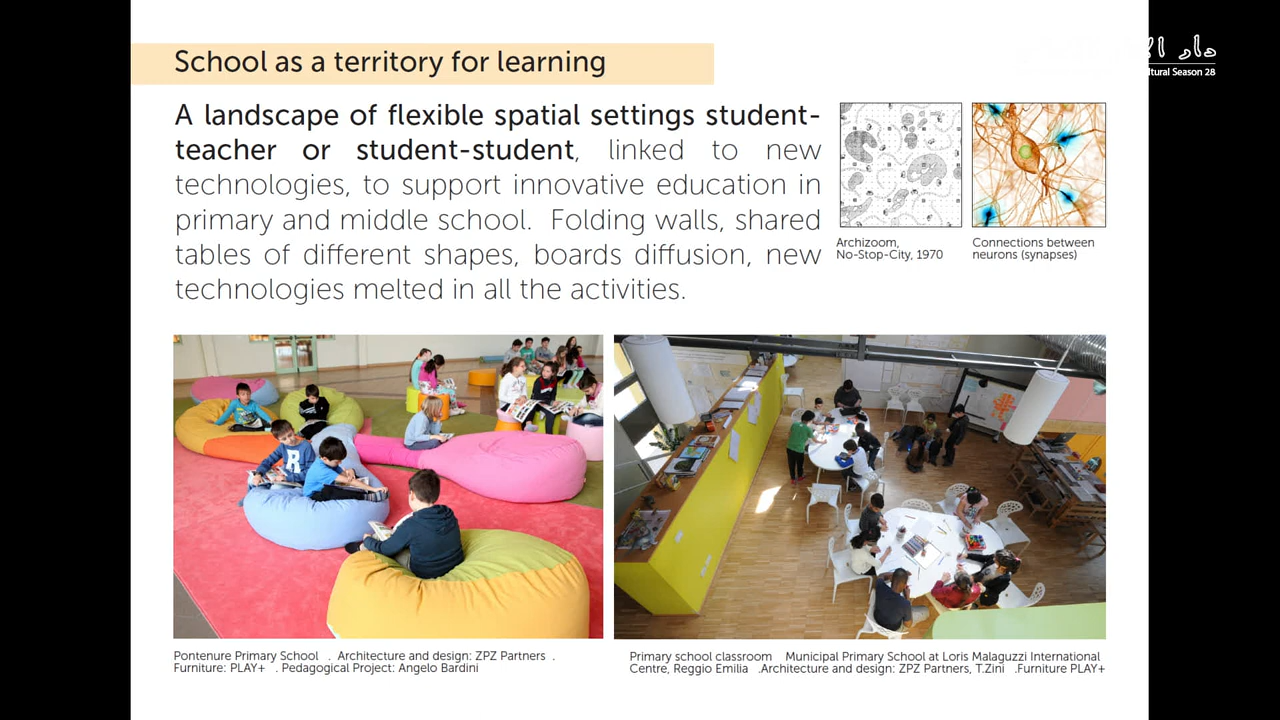 School as a territory for learning
دار
ltural Season 28
A landscape of flexible spatial settings student-
teacher or student-student, linked to new
technologies, to support innovative education in
primary and middle school. Folding walls, shared
tables of different shapes, boards diffusion, new
technologies melted in all the activities.
Archizoom,
No-Stop-City, 1970
Connections between
neurons (synapses)
R
Pontenure Primary School . Architecture and design: ZPZ Partners .
Furniture: PLAY+ . Pedagogical Project: Angelo Bardini
Primary school classroom Municipal Primary School at Loris Malaguzzi International
Centre, Reggio Emilia .Architecture and design: ZPZ Partners, T.Zini .Furniture PLAY+